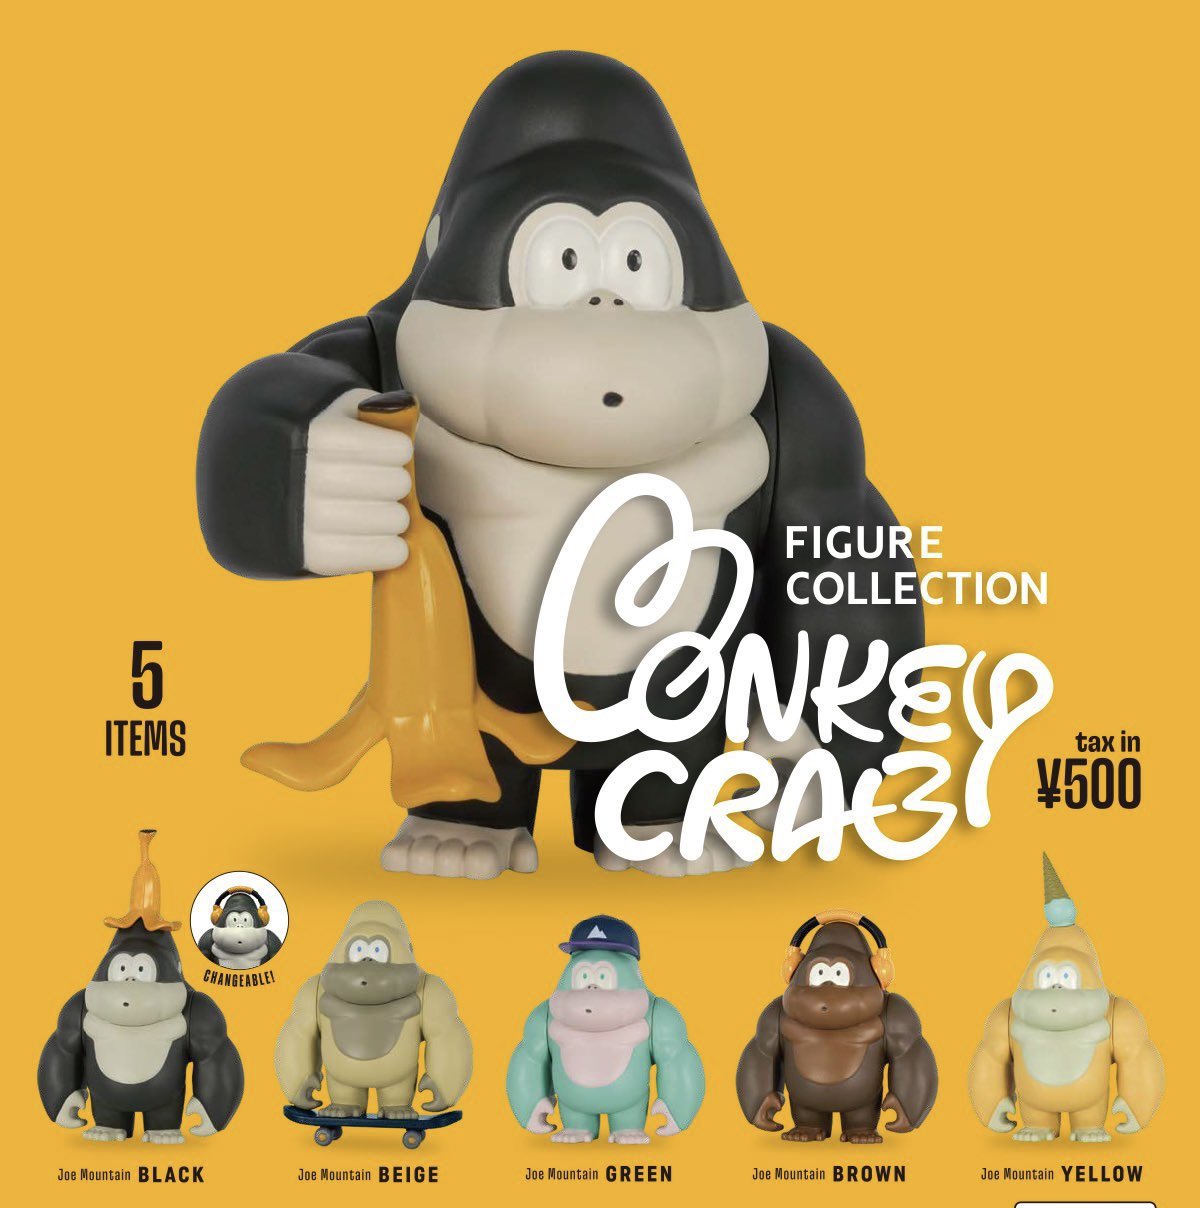 FIGURE
COLLECTION
CONKEY
CRAB
5
ITEMS
tax in
¥500
CHANGEABLE!
Joe Mountain BLACK
Joe Mountain BEIGE
Joe Mountain GREEN
Joe Mountain BROWN
Joe Mountain YELLOW